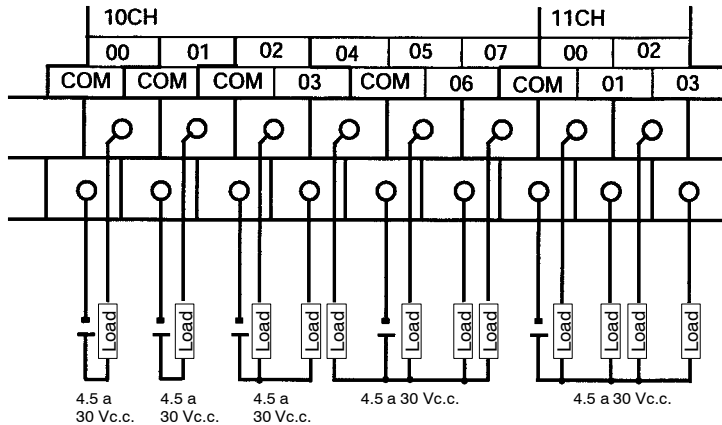 10CH 11CH
00 01 02 04 05 07 00 02
COM COM COM 03 COM 06 COM 01 03
Load Load Load Load Load Load Load Load Load Load Load Load
4.5 a 4.5 a 4.5 a 4.5 a 30 Vc.c. 4.5 a 30 Vc.c.
30 Vc.c. 30 Vc.c. 30 Vc.c.